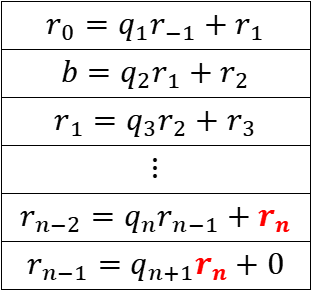 r₀ = q₁r₋₁ + r₁
b = q₂r₁ + r₂
r₁ = q₃r₂ + r₃
⋮
rₙ₋₂ = qₙrₙ₋₁ + rₙ
rₙ₋₁ = qₙ₊₁rₙ + 0